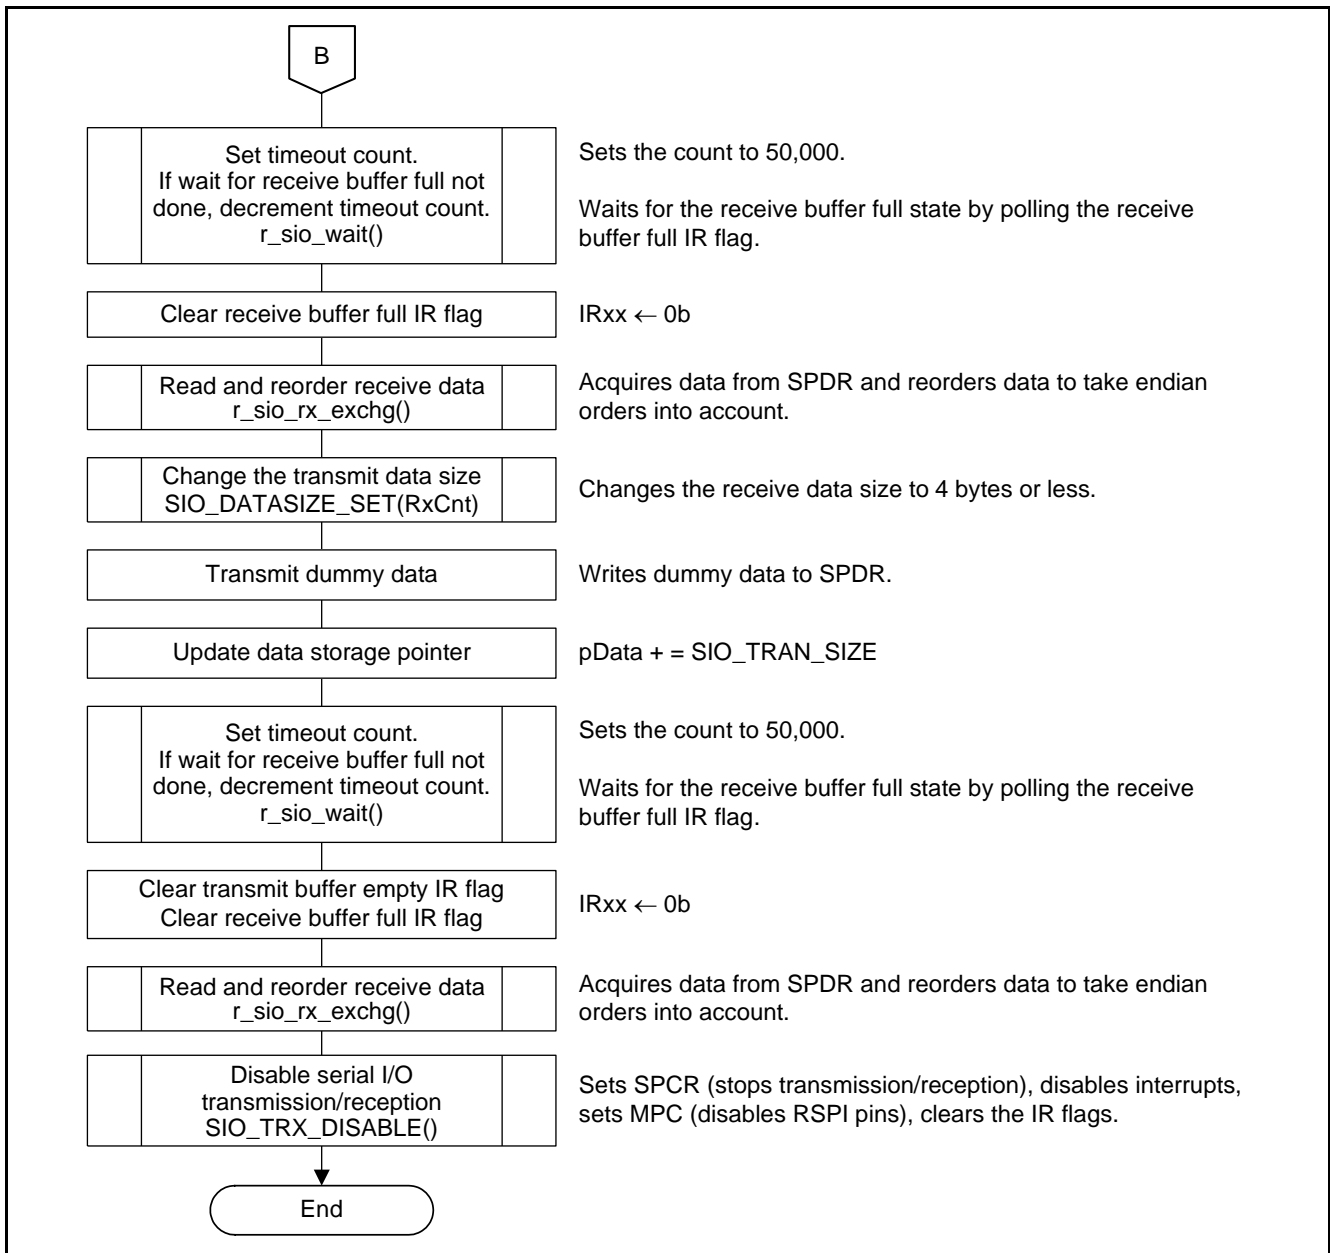 B
Set timeout count.
If wait for receive buffer full not
done, decrement timeout count.
r_sio_wait()
Sets the count to 50,000.
Waits for the receive buffer full state by polling the receive
buffer full IR flag.
Clear receive buffer full IR flag
IRxx ← 0b
Read and reorder receive data
r_sio_rx_exchg()
Acquires data from SPDR and reorders data to take endian
orders into account.
Change the transmit data size
SIO_DATASIZE_SET(RxCnt)
Changes the receive data size to 4 bytes or less.
Transmit dummy data
Writes dummy data to SPDR.
Update data storage pointer
pData + = SIO_TRAN_SIZE
Set timeout count.
If wait for receive buffer full not
done, decrement timeout count.
r_sio_wait()
Sets the count to 50,000.
Waits for the receive buffer full state by polling the receive
buffer full IR flag.
Clear transmit buffer empty IR flag
Clear receive buffer full IR flag
IRxx ← 0b
Read and reorder receive data
r_sio_rx_exchg()
Acquires data from SPDR and reorders data to take endian
orders into account.
Disable serial I/O
transmission/reception
SIO_TRX_DISABLE()
Sets SPCR (stops transmission/reception), disables interrupts,
sets MPC (disables RSPI pins), clears the IR flags.
End